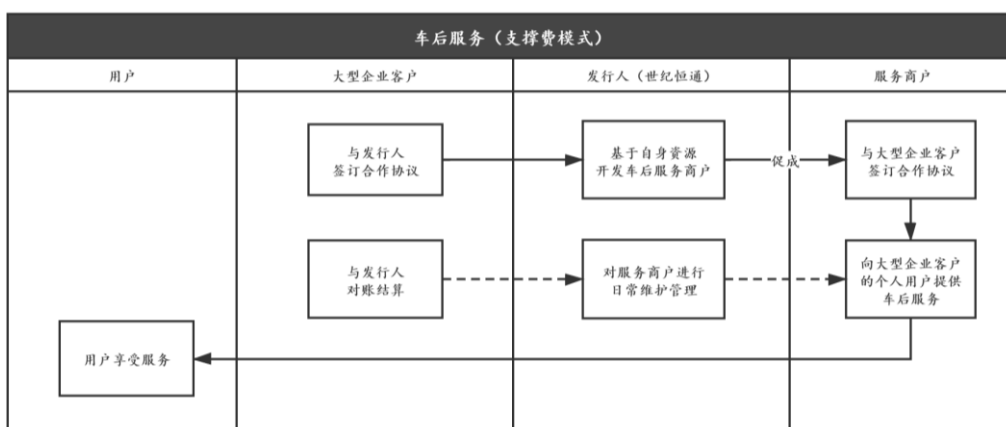 车后服务（支撑费模式）
用户
大型企业客户
发行人（世纪恒通）
服务商户
与发行人
签订合作协议
基于自身资源
开发车后服务商户
促成
与大型企业客户
签订合作协议
与发行人
对账结算
对服务商户进行
日常维护管理
向大型企业客户
的个人用户提供
车后服务
用户享受服务